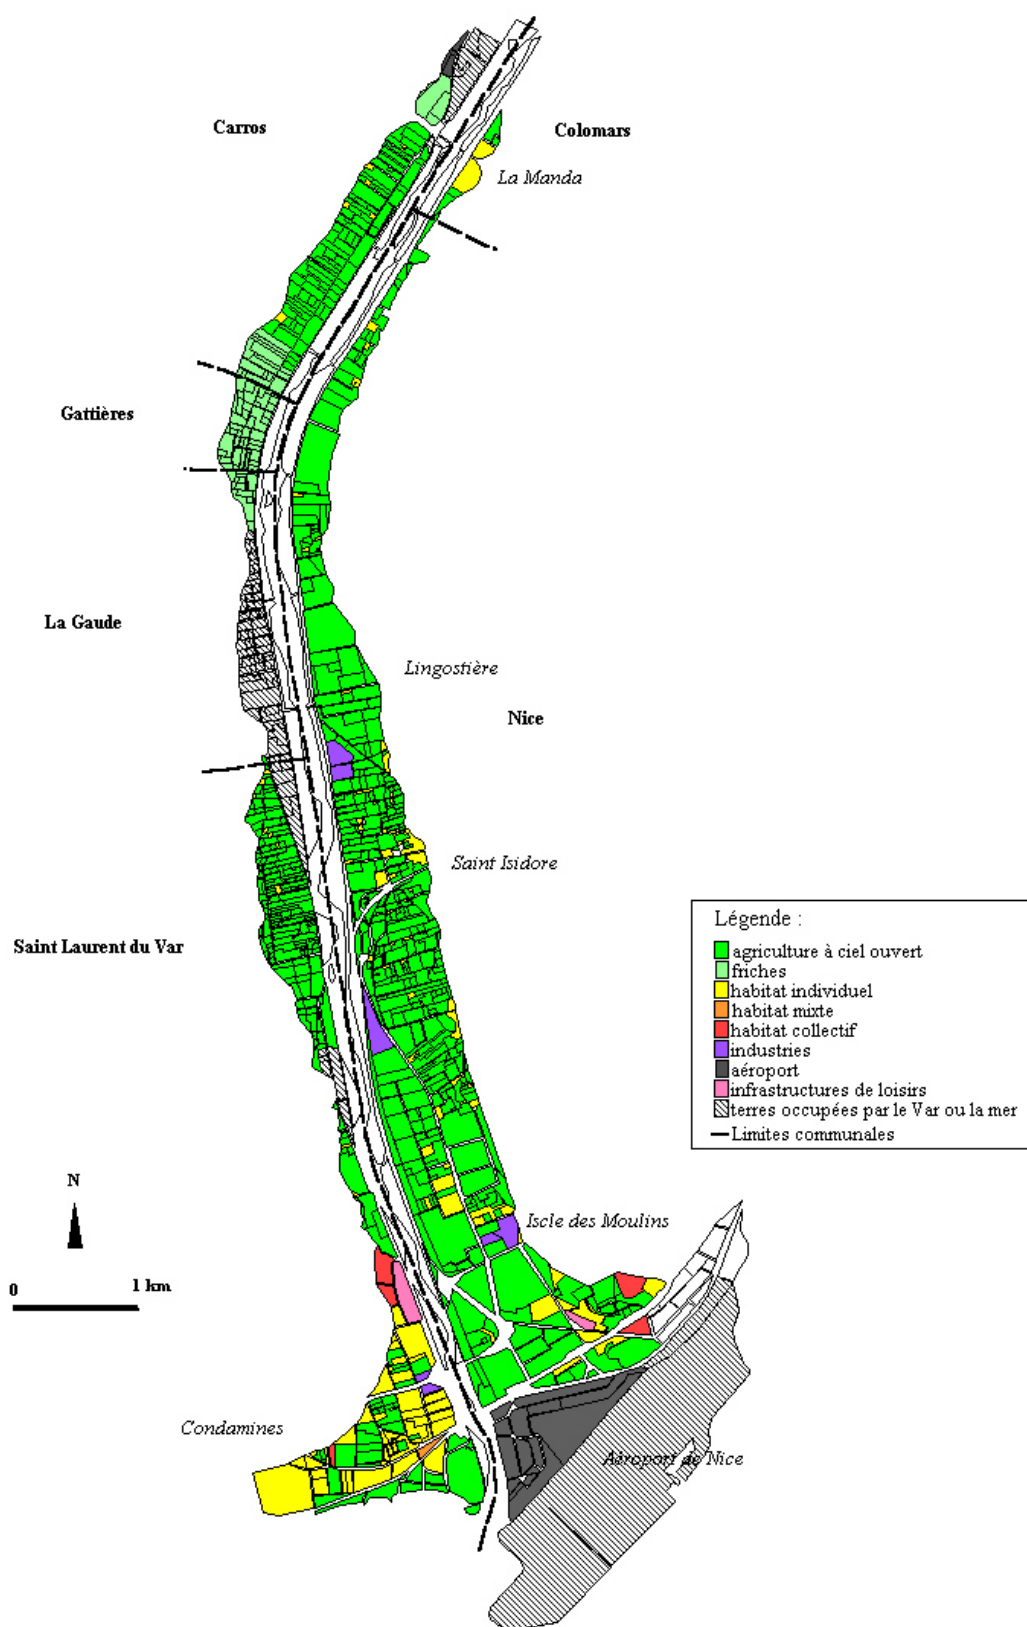 Carros
Colomars
La Manda
Gattières
La Gaude
Lingostière
Nice
Saint Isidore
Saint Laurent du Var
Légende :
agriculture à ciel ouvert
friches
habitat individuel
habitat mixte
habitat collectif
industries
aéroport
infrastructures de loisirs
terres occupées par le Var ou la mer
Limites communales
N
Iscle des Moulins
0 1 km
Condamines
Aéroport de Nice